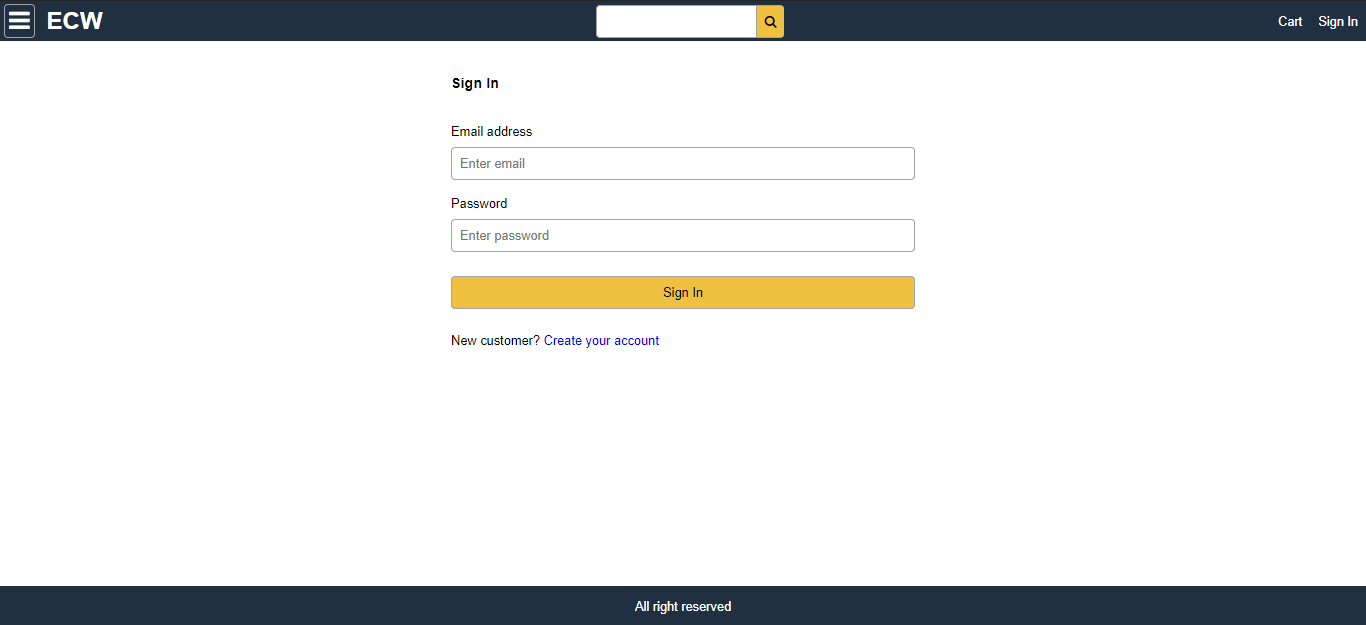 ECW
Cart Sign In
Sign In
Email address
Enter email
Password
Enter password
Sign In
New customer? Create your account
All right reserved